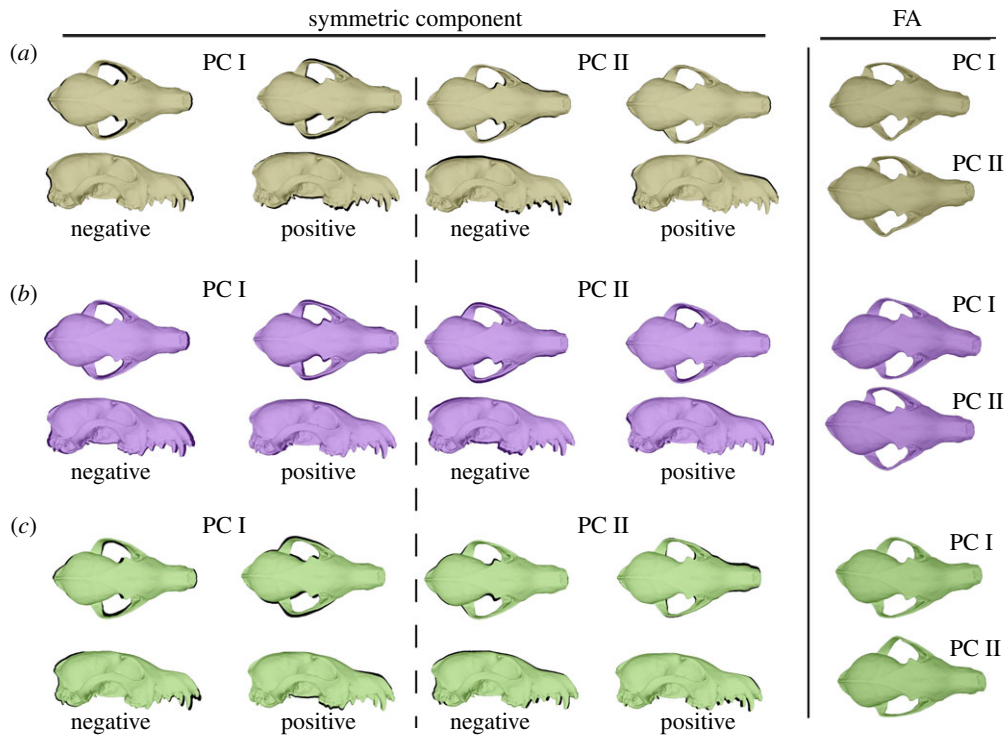 symmetric component
FA
(a)
PC I
PC II
PC I
PC II
negative
positive
negative
positive
(b)
PC I
PC II
PC I
PC II
negative
positive
negative
positive
(c)
PC I
PC II
PC I
PC II
negative
positive
negative
positive